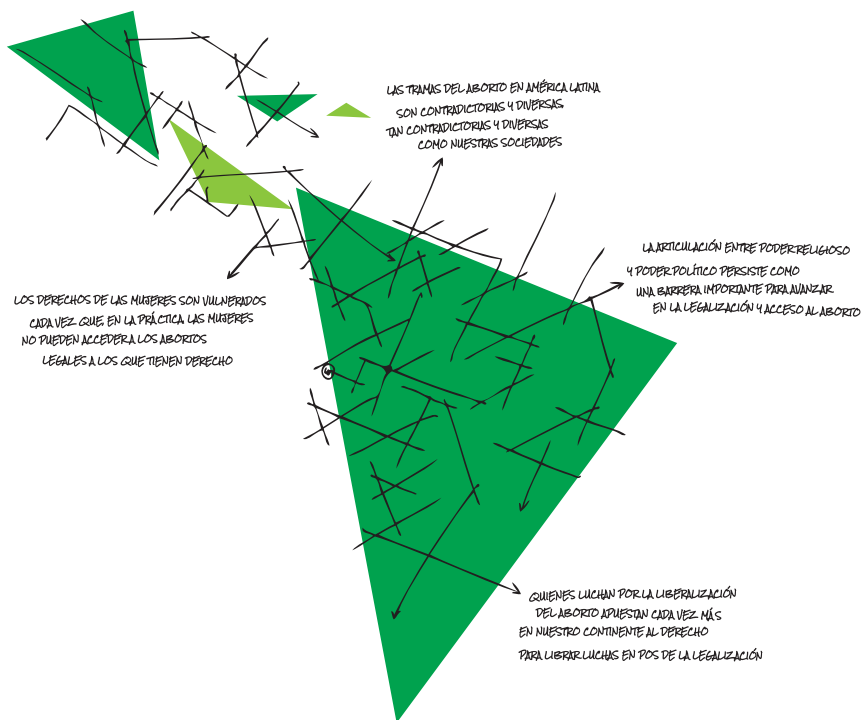 LAS TRAMAS DEL ABORTO EN AMÉRICA LATINA
SON CONTRADICTORIAS Y DIVERSAS
TAN CONTRADICTORIAS Y DIVERSAS
COMO NUESTRAS SOCIEDADES
LA ARTICULACIÓN ENTRE PODER RELIGIOSO
Y PODER POLÍTICO PERSISTE COMO
UNA BARRERA IMPORTANTE PARA AVANZAR
EN LA LEGALIZACIÓN Y ACCESO AL ABORTO
LOS DERECHOS DE LAS MUJERES SON VULNERADOS
CADA VEZ QUE, EN LA PRÁCTICA LAS MUJERES
NO PUEDEN ACCEDER A LOS ABORTOS
LEGALES A LOS QUE TIENEN DERECHO
QUIENES LUCHAN POR LA LIBERALIZACIÓN
DEL ABORTO APUESTAN CADA VEZ MÁS
EN NUESTRO CONTINENTE AL DERECHO
PARA LIBRAR LUCHAS EN POS DE LA LEGALIZACIÓN